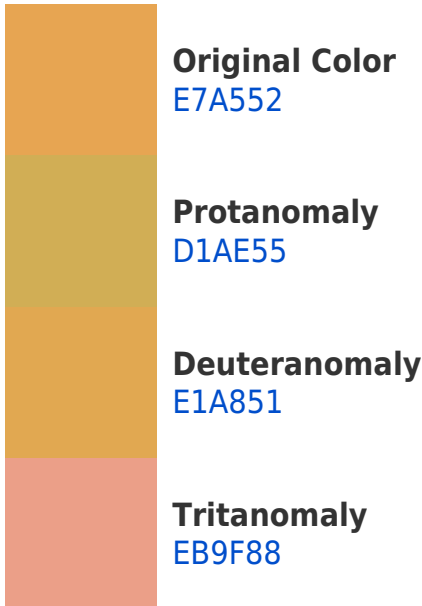 Original Color
E7A552
Protanomaly
D1AE55
Deuteranomaly
E1A851
Tritanomaly
EB9F88